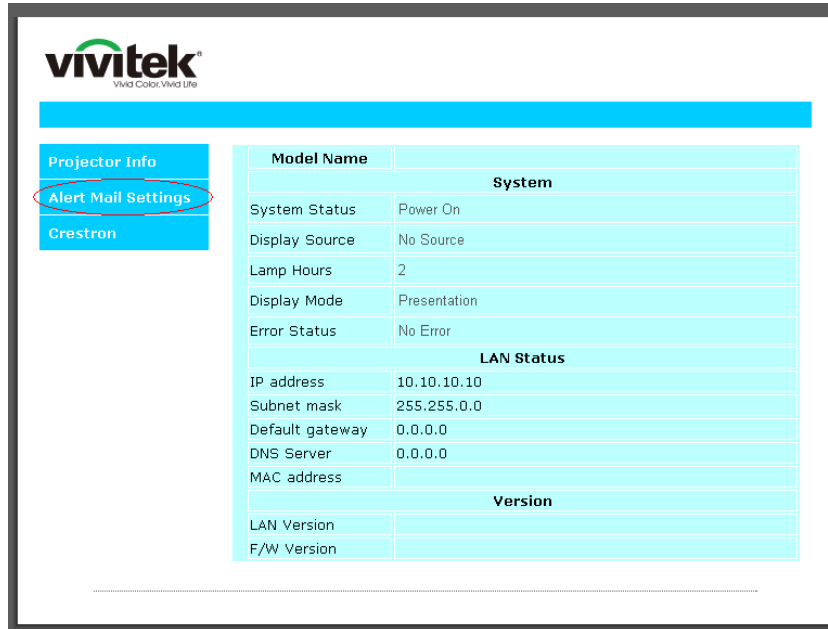 vivitek®
Vivid Color. Vivid Life
Projector Info
Alert Mail Settings
Crestron
Model Name
System
System Status Power On
Display Source No Source
Lamp Hours 2
Display Mode Presentation
Error Status No Error
LAN Status
IP address 10.10.10.10
Subnet mask 255.255.0.0
Default gateway 0.0.0.0
DNS Server 0.0.0.0
MAC address
Version
LAN Version
F/W Version